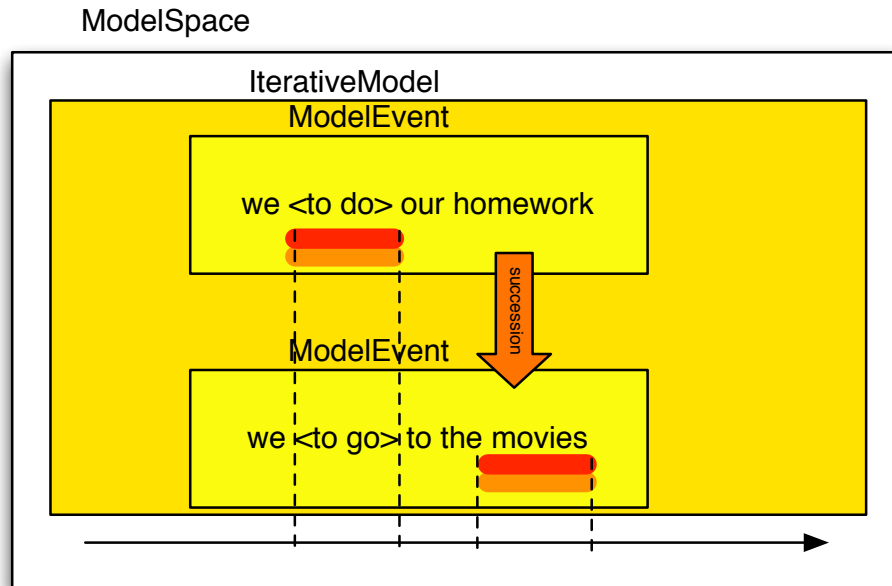 ModelSpace
IterativeModel
ModelEvent
we <to do> our homework
succession
ModelEvent
we <to go> to the movies